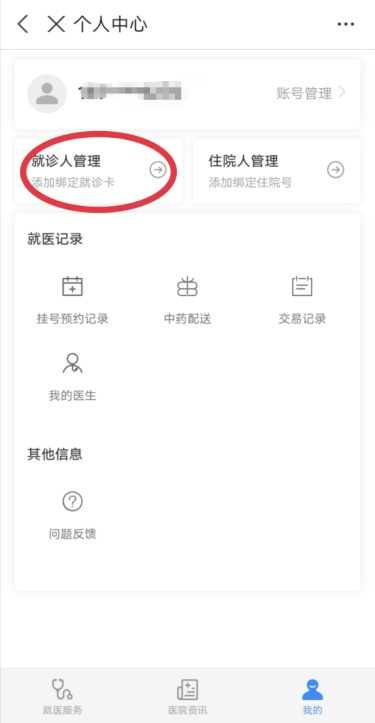 个人中心
账号管理
就诊人管理
添加绑定就诊卡
住院人管理
添加绑定住院号
就医记录
挂号预约记录
中药配送
交易记录
我的医生
其他信息
问题反馈
就医服务
医院资讯
我的